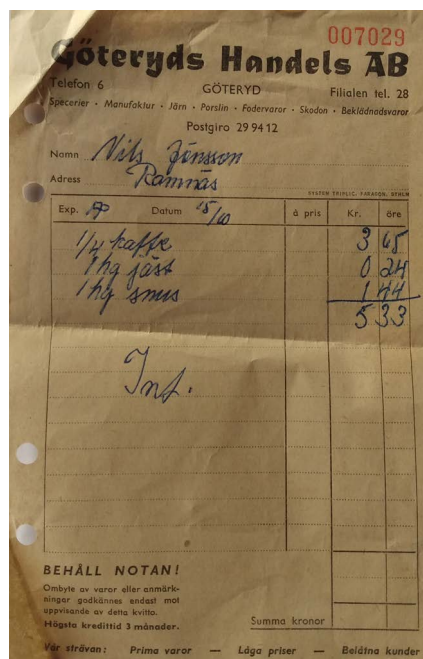 007029
Göteryds Handels AB
Telefon 6 GÖTERYD Filialen tel. 28
Specerier · Manufaktur · Järn · Porslin · Fodervaror · Skodon · Beklädnadsvaror
Postgiro 29 94 12
Namn Nils Jönsson
Adress Ramnäs
SYSTEM TRIPLIC, PARAGON, STHLM
Exp. Datum 15/10 à pris Kr. öre
1/4 kaffe 3 65
1 hg jäst 0 24
1 hg snus 1 44
5 33
Int.
BEHÅLL NOTAN!
Ombyte av varor eller anmärk-
ningar godkännes endast mot
uppvisande av detta kvitto.
Högsta kredittid 3 månader.
Summa kronor
Vår strävan: Prima varor — Låga priser — Belåtna kunder